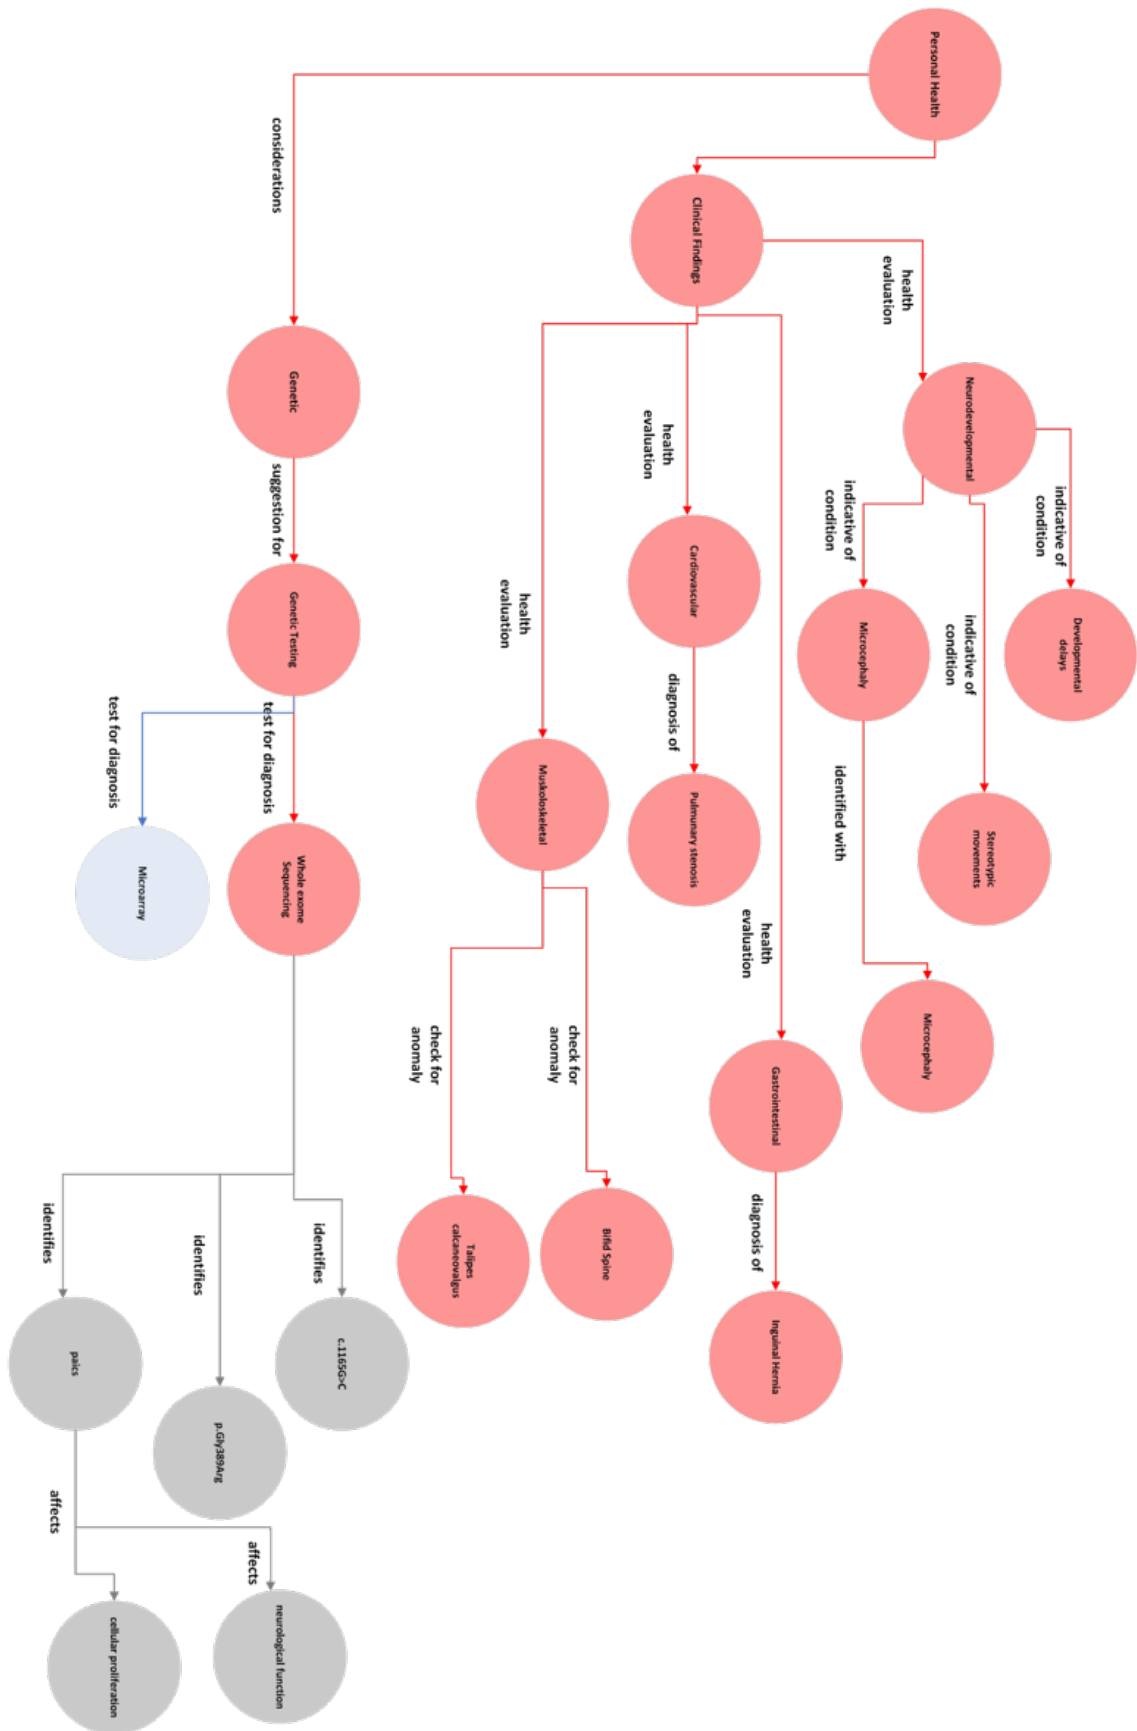 Personal Health
considerations
Clinical Findings
health
evaluation
Genetic
Neurodevelopmental
health
evaluation
suggestion for
indicative of
condition
indicative of
condition
health
evaluation
Cardiovascular
Genetic Testing
Microcephaly
indicative of
condition
Developmental
delays
test for diagnosis
test for diagnosis
diagnosis of
Muskoloskeletal
identified with
Pulmunary stenosis
Stereotypic
movements
Microarray
Whole exome
Sequencing
health
evaluation
Microcephaly
check for
anomaly
check for
anomaly
Gastrointestinal
identifies
identifies
identifies
diagnosis of
Talipes
calcaneovalgus
Bifid Spine
Inguinal Hernia
paics
c.1165G>C
p.Gly389Arg
affects
affects
neurological function
cellular proliferation